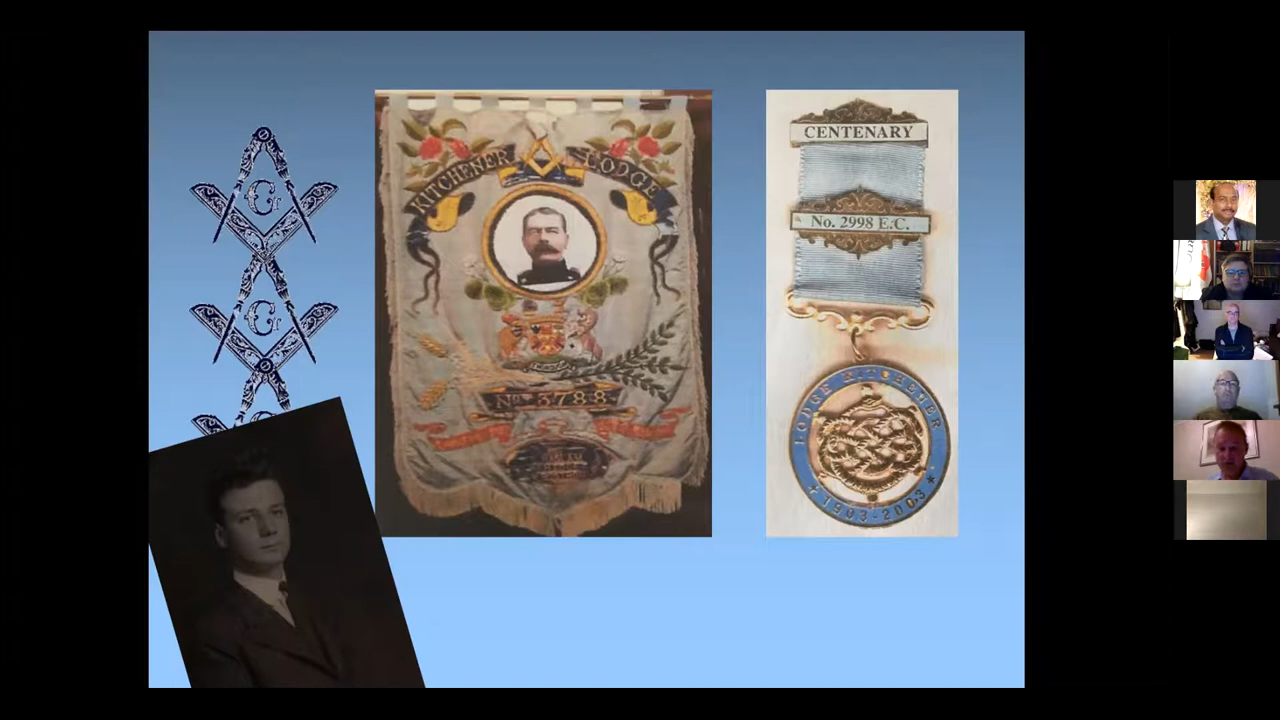 G
G
G
KITCHENER LODGE
No. 3788
CENTENARY
No. 2998 E.C.
LODGE KITCHENER
★ 1903-2003 ★